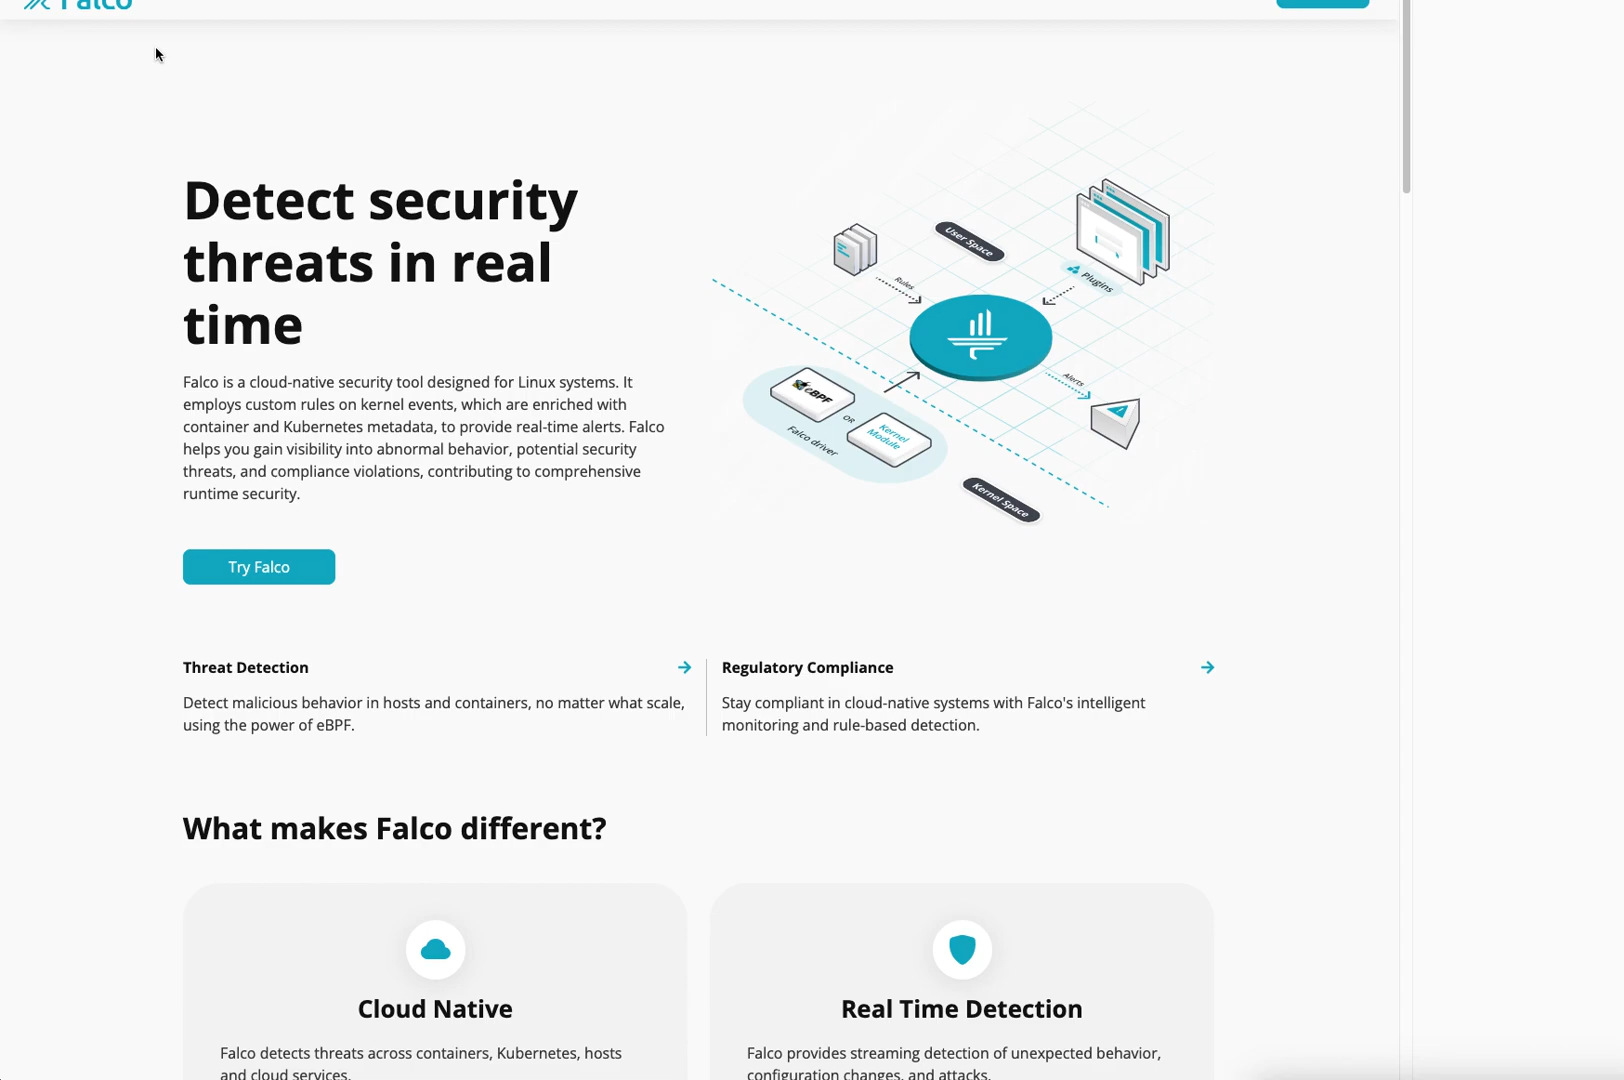 Falco
Detect security
threats in real
time
Falco is a cloud-native security tool designed for Linux systems. It
employs custom rules on kernel events, which are enriched with
container and Kubernetes metadata, to provide real-time alerts. Falco
helps you gain visibility into abnormal behavior, potential security
threats, and compliance violations, contributing to comprehensive
runtime security.
Try Falco
User Space
Rules
Plugins
Alerts
eBPF
OR
Kernel
Module
Falco driver
Kernel Space
Threat Detection
Detect malicious behavior in hosts and containers, no matter what scale,
using the power of eBPF.
Regulatory Compliance
Stay compliant in cloud-native systems with Falco's intelligent
monitoring and rule-based detection.
What makes Falco different?
Cloud Native
Falco detects threats across containers, Kubernetes, hosts
and cloud services.
Real Time Detection
Falco provides streaming detection of unexpected behavior,
configuration changes, and attacks.